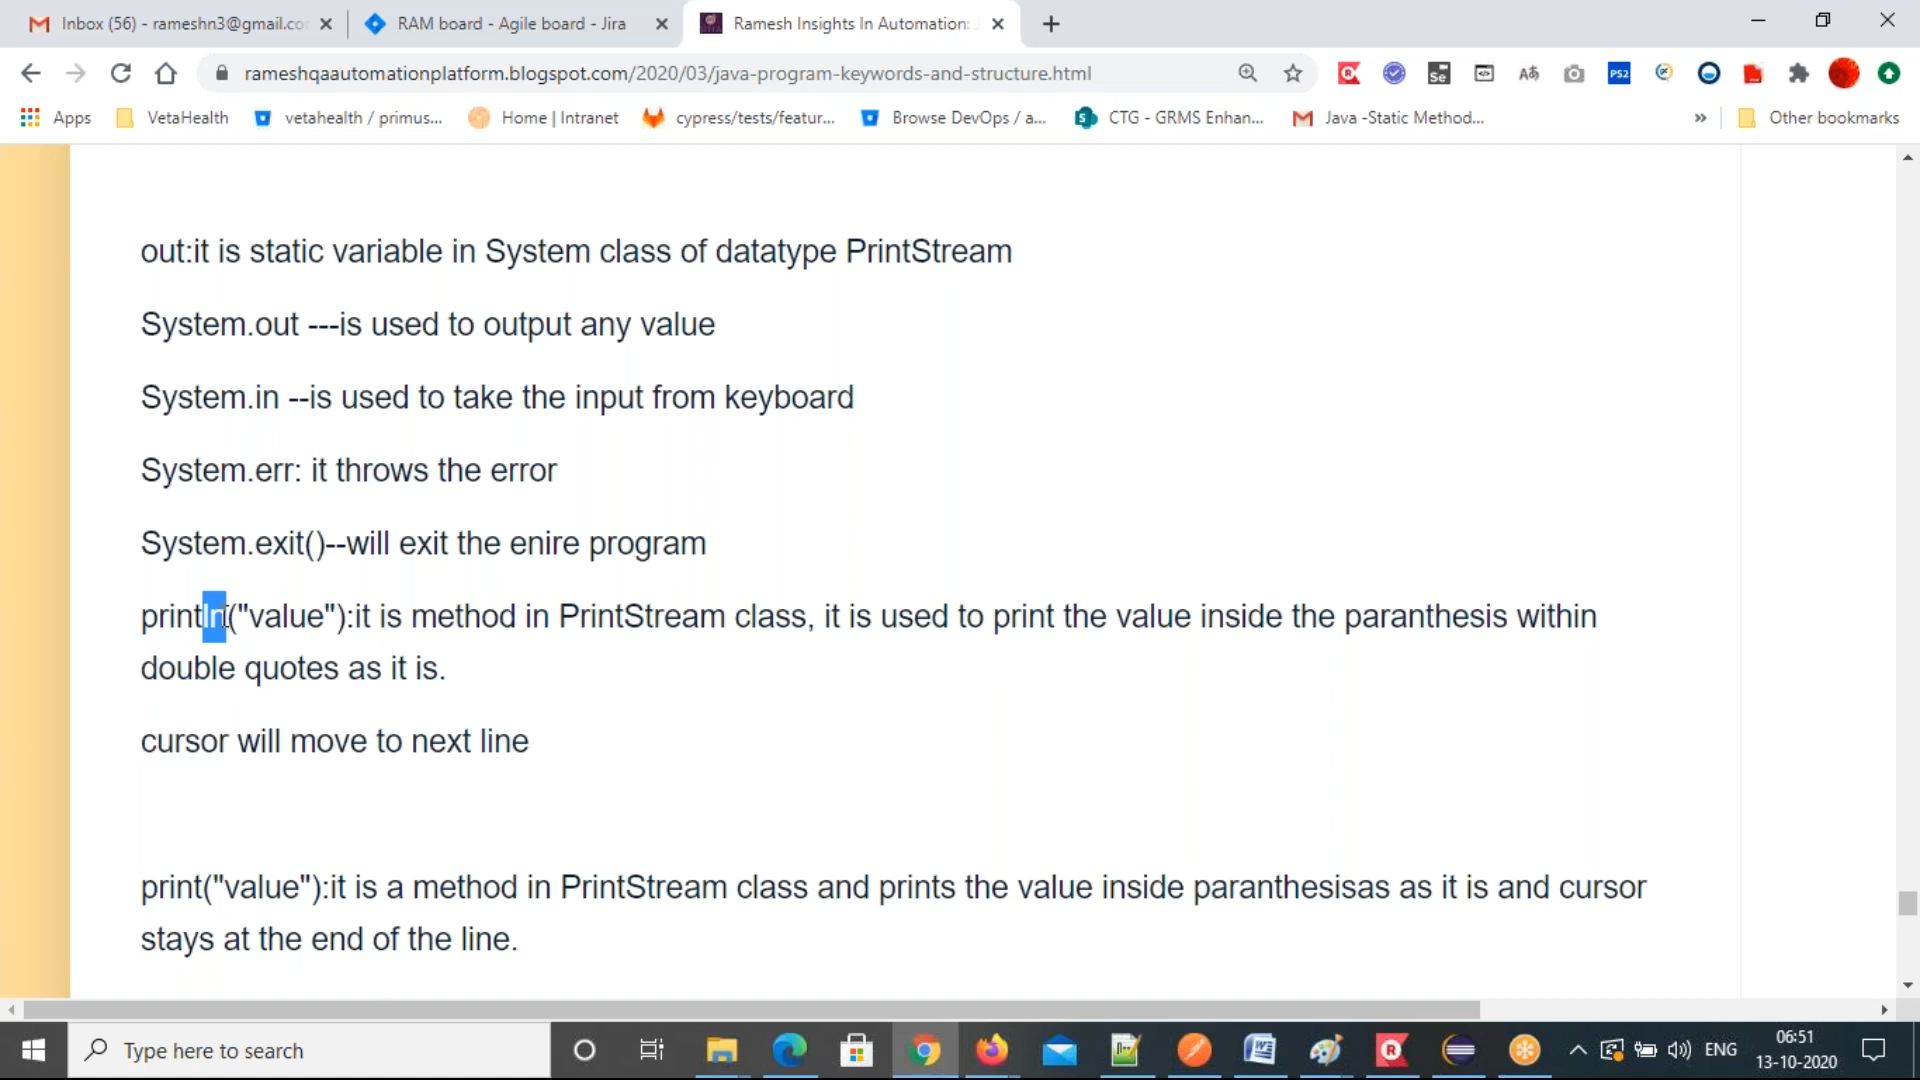 Inbox (56) - rameshn3@gmail.co
RAM board - Agile board - Jira
Ramesh Insights In Automation:
rameshqaautomationplatform.blogspot.com/2020/03/java-program-keywords-and-structure.html
Apps
VetaHealth
vetahealth / primus...
Home | Intranet
cypress/tests/featur...
Browse DevOps / a...
CTG - GRMS Enhan...
Java -Static Method...
Other bookmarks
out:it is static variable in System class of datatype PrintStream
System.out ---is used to output any value
System.in --is used to take the input from keyboard
System.err: it throws the error
System.exit()--will exit the enire program
println("value"):it is method in PrintStream class, it is used to print the value inside the paranthesis within
double quotes as it is.
cursor will move to next line
print("value"):it is a method in PrintStream class and prints the value inside paranthesisas as it is and cursor
stays at the end of the line.
Type here to search
ENG
06:51
13-10-2020